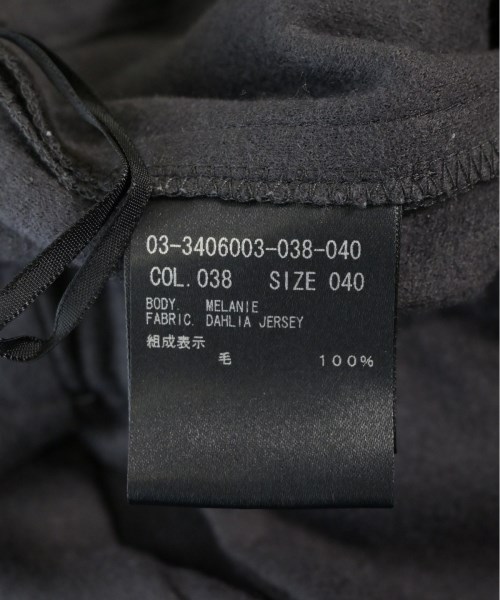 03-3406003-038-040
COL.038 SIZE 040
BODY. MELANIE
FABRIC. DAHLIA JERSEY
組成表示
毛 100%